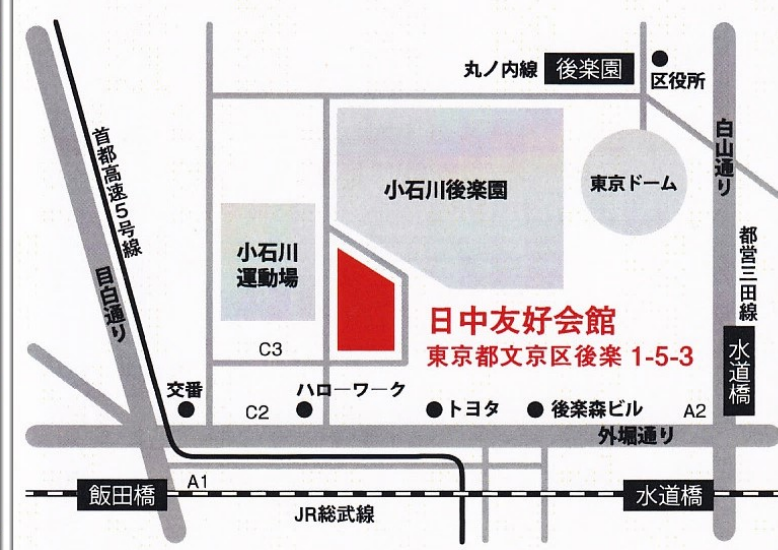 丸ノ内線 後楽園
区役所
首都高速5号線
白山通り
小石川後楽園
東京ドーム
小石川
運動場
都営三田線
目白通り
日中友好会館
東京都文京区後楽 1-5-3
水道橋
C3
交番
ハローワーク
C2
トヨタ
後楽森ビル
A2
外堀通り
A1
飯田橋
水道橋
JR総武線